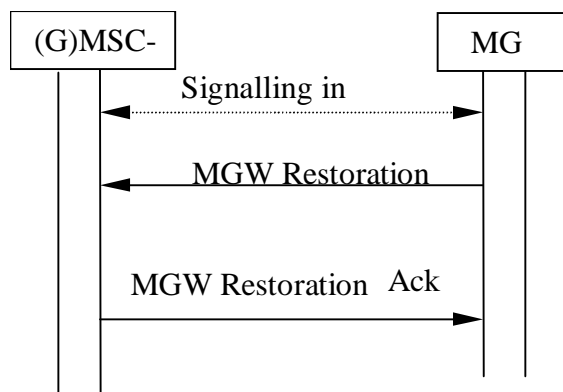 (G)MSC-
MG
Signalling in
MGW Restoration
MGW Restoration Ack